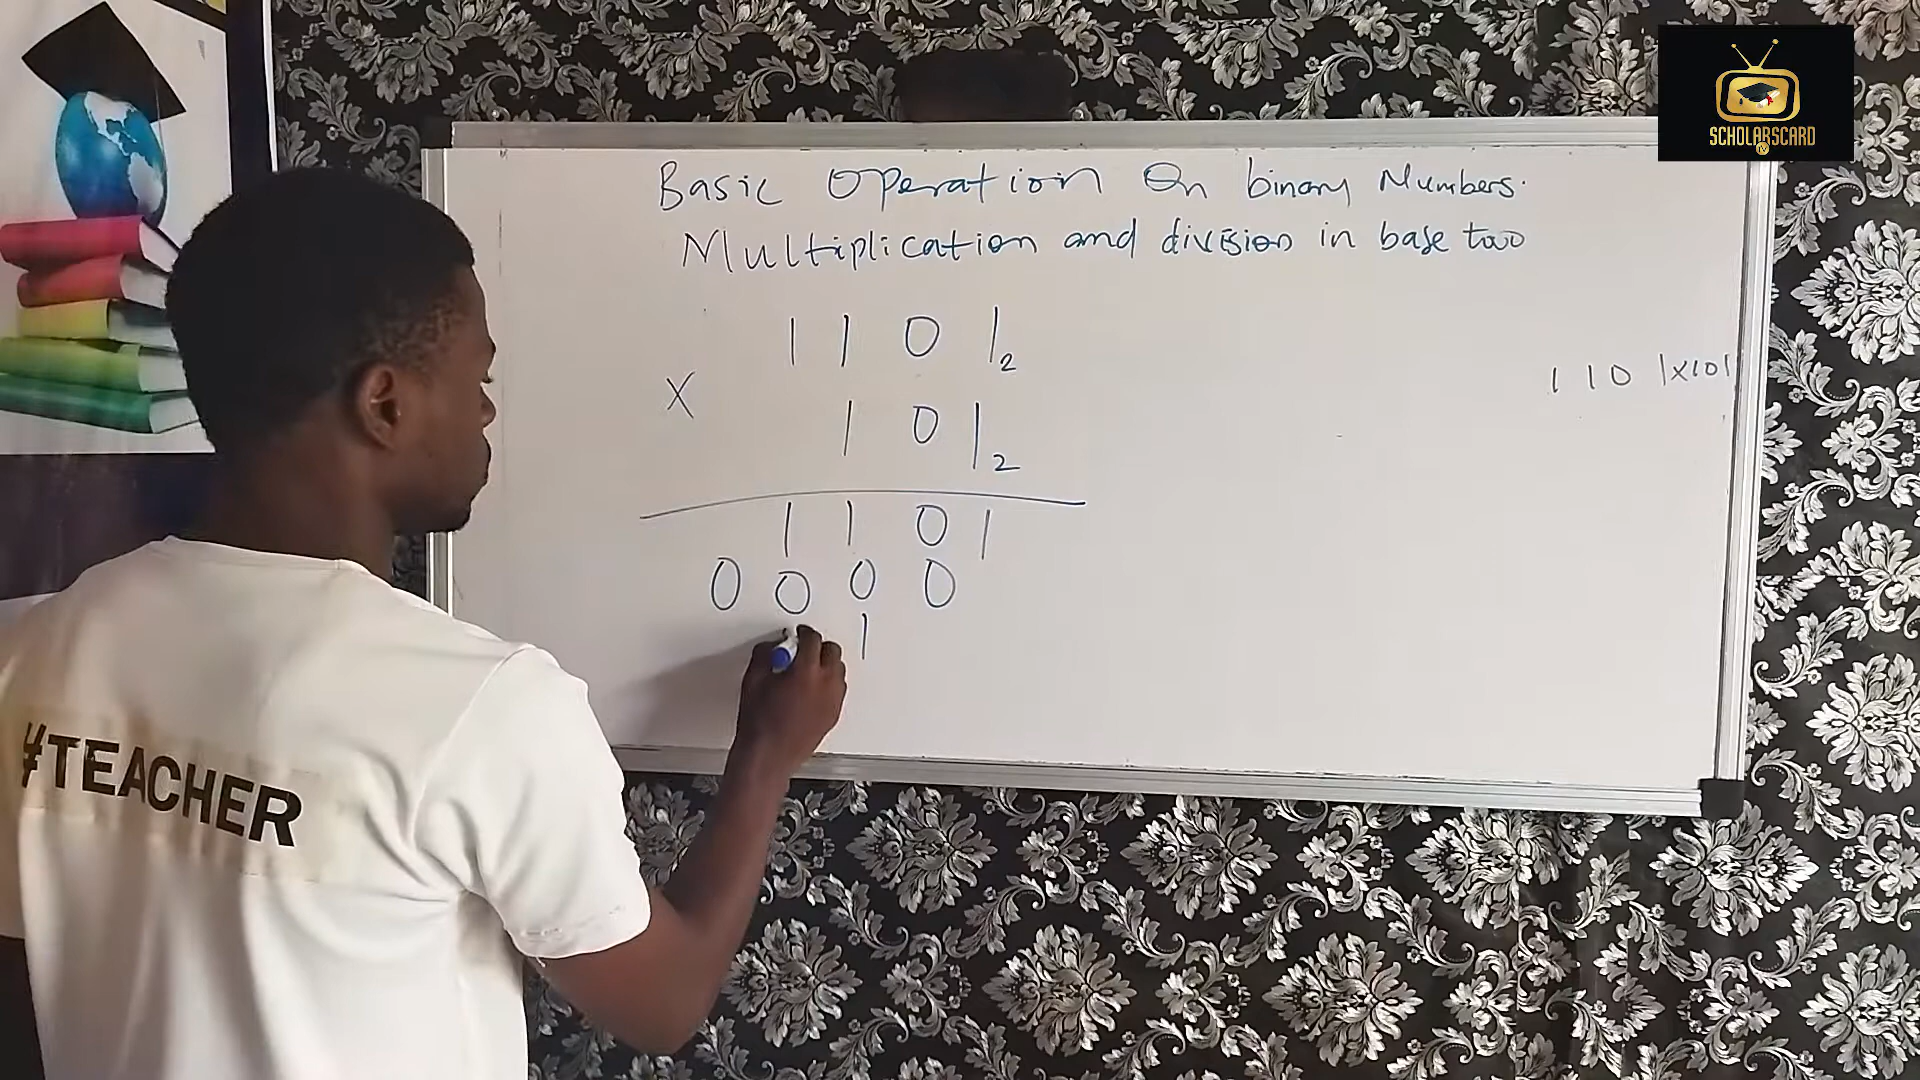 SCHOLARSCARD
TV
Basic Operation On binary Numbers.
Multiplication and division in base two
1 1 0 1₂
1 1 0 1x101
X 1 0 1₂
1 1 0 1
0 0 0 0
1
#TEACHER